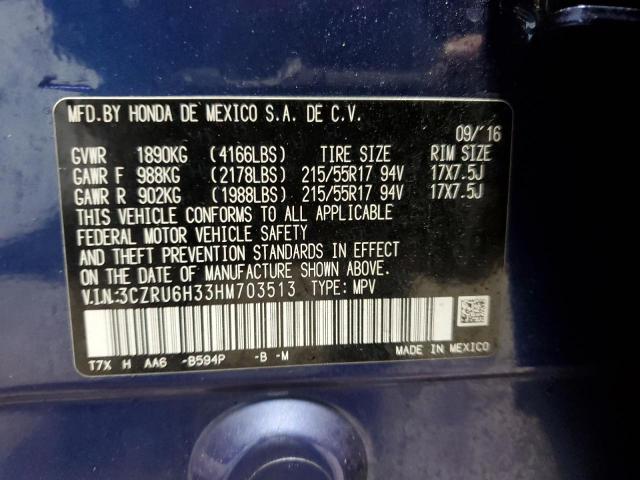 MFD.BY HONDA DE MEXICO S.A. DE C.V.
09/'16
GVWR 1890KG (4166LBS) TIRE SIZE RIM SIZE
GAWR F 988KG (2178LBS) 215/55R17 94V 17X7.5J
GAWR R 902KG (1988LBS) 215/55R17 94V 17X7.5J
THIS VEHICLE CONFORMS TO ALL APPLICABLE
FEDERAL MOTOR VEHICLE SAFETY
AND THEFT PREVENTION STANDARDS IN EFFECT
ON THE DATE OF MANUFACTURE SHOWN ABOVE.
V.I.N.:3CZRU6H33HM703513 TYPE: MPV
T7X H AA6 -B594P -B -M
MADE IN MEXICO